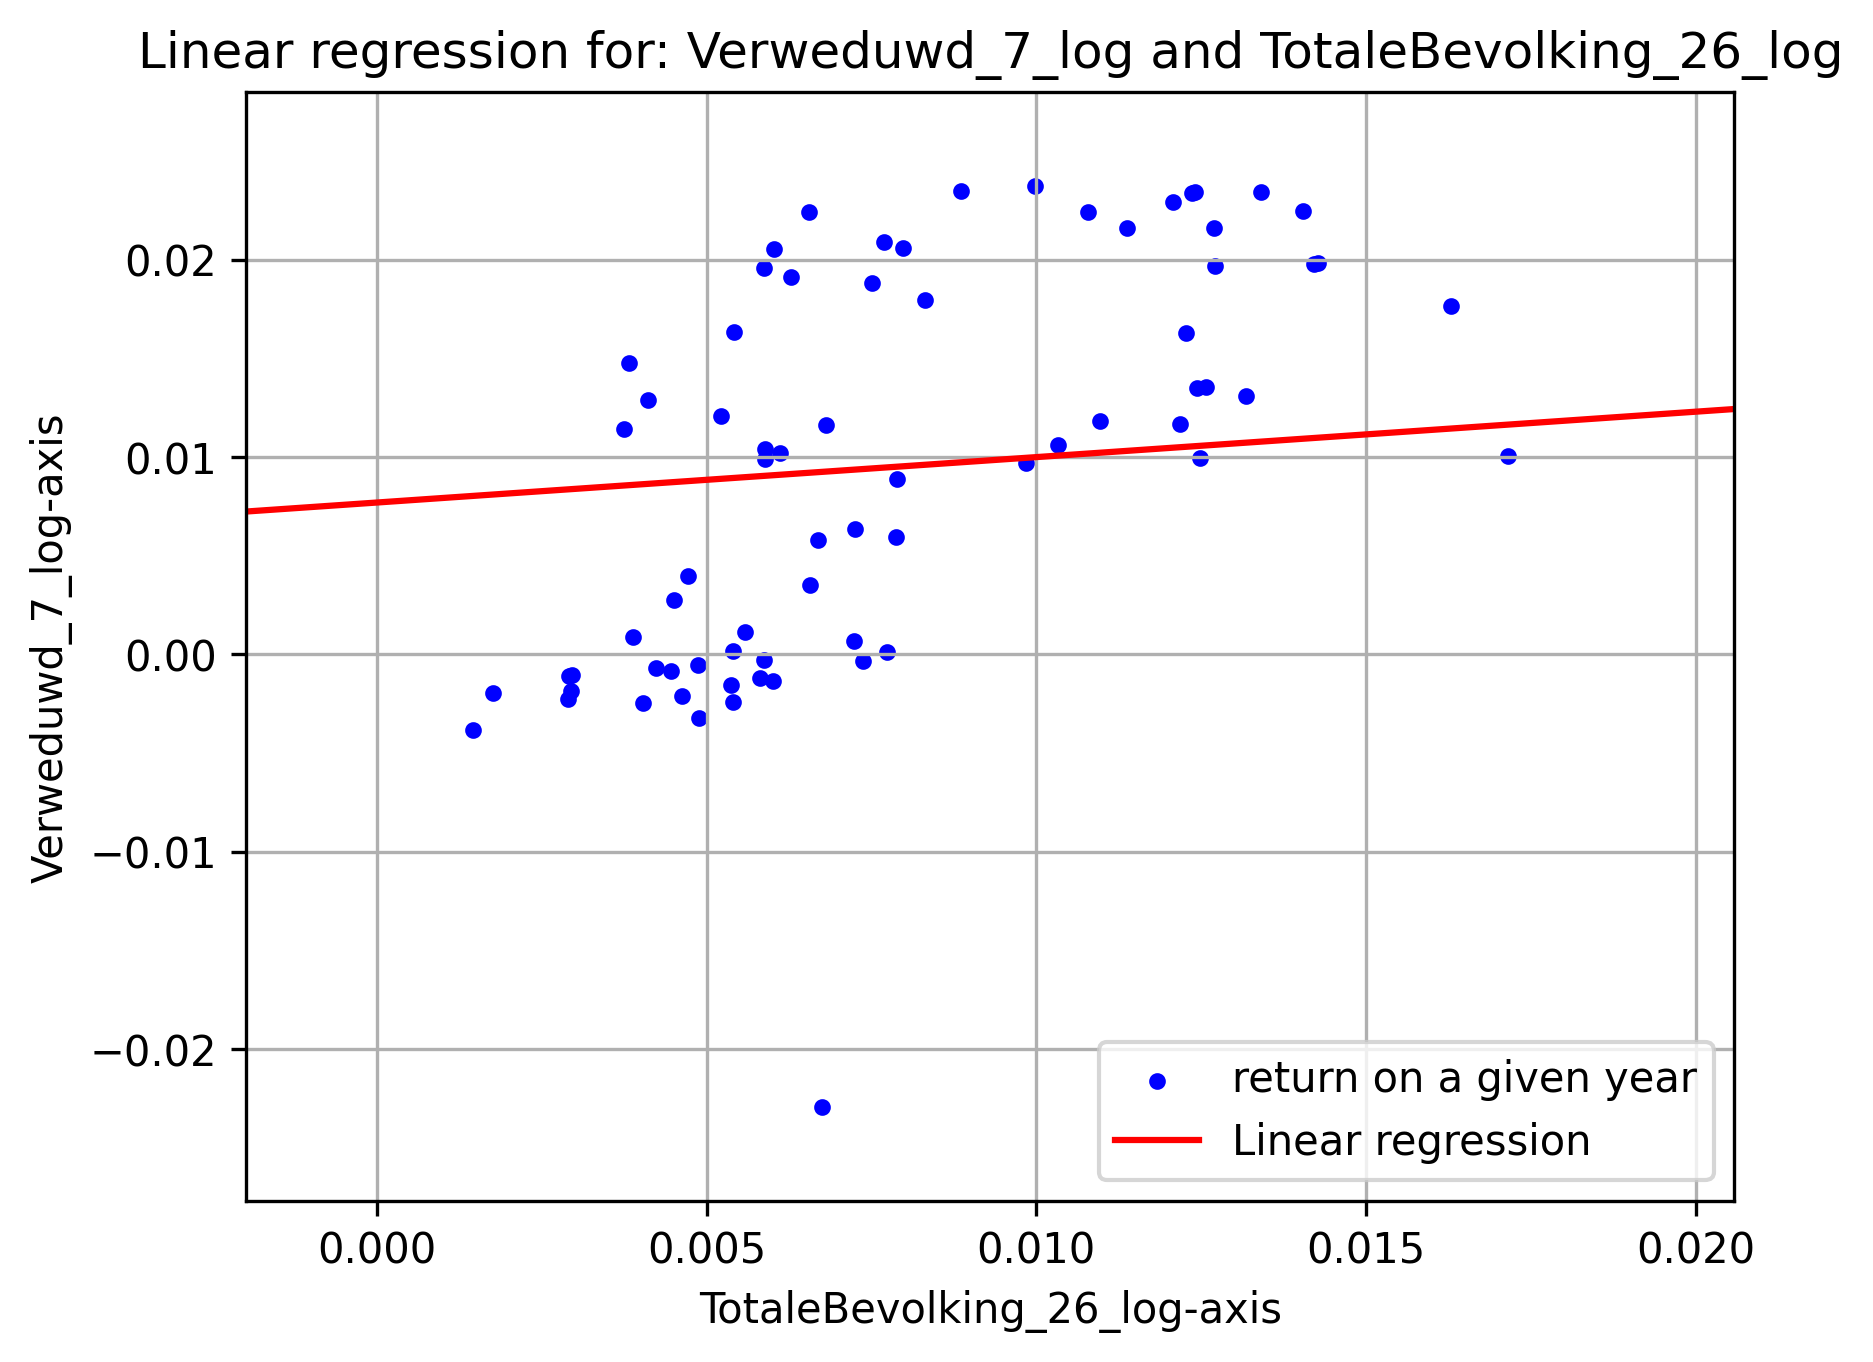 Linear regression for: Verweduwd_7_log and TotaleBevolking_26_log
Verweduwd_7_log-axis
0.02
0.01
0.00
−0.01
−0.02
return on a given year
Linear regression
0.000 0.005 0.010 0.015 0.020
TotaleBevolking_26_log-axis